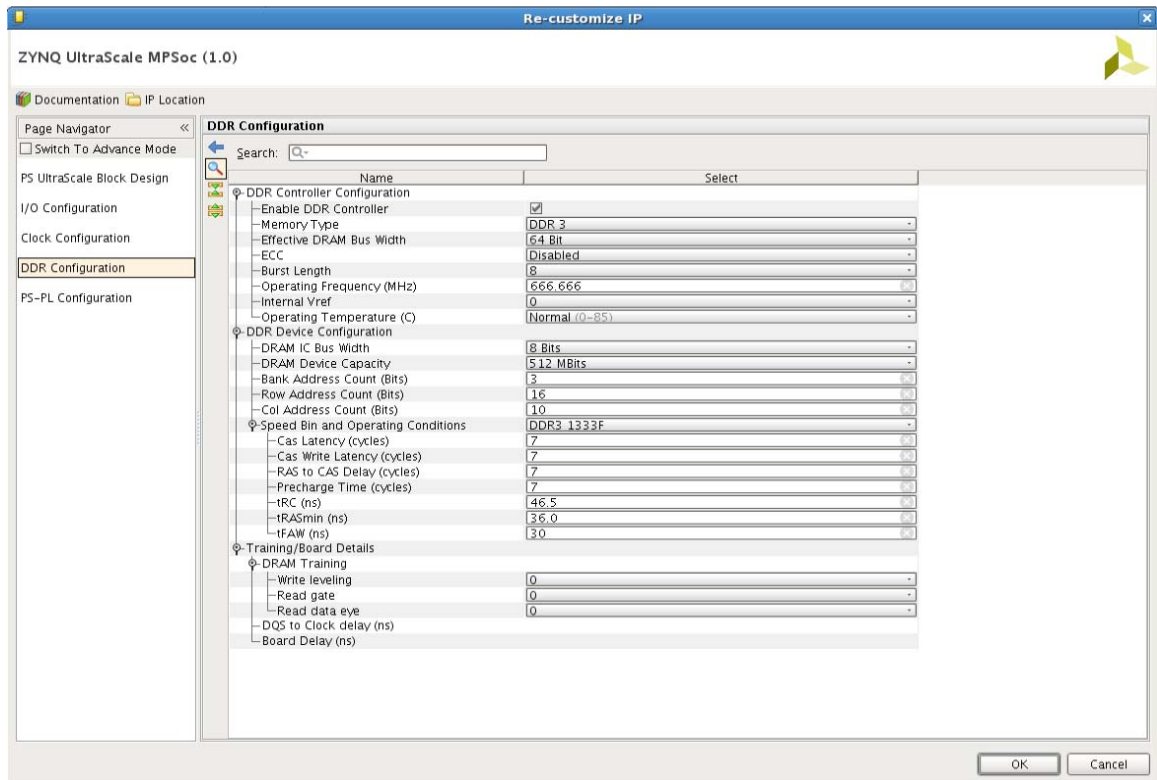 Re-customize IP
ZYNQ UltraScale MPSoc (1.0)
Documentation IP Location
Page Navigator «
Switch To Advance Mode
PS UltraScale Block Design
I/O Configuration
Clock Configuration
DDR Configuration
PS-PL Configuration
DDR Configuration
Search:
Name Select
DDR Controller Configuration
Enable DDR Controller
Memory Type DDR 3
Effective DRAM Bus Width 64 Bit
ECC Disabled
Burst Length 8
Operating Frequency (MHz) 666.666
Internal Vref 0
Operating Temperature (C) Normal (0-85)
DDR Device Configuration
DRAM IC Bus Width 8 Bits
DRAM Device Capacity 512 MBits
Bank Address Count (Bits) 3
Row Address Count (Bits) 16
Col Address Count (Bits) 10
Speed Bin and Operating Conditions DDR3 1333F
Cas Latency (cycles) 7
Cas Write Latency (cycles) 7
RAS to CAS Delay (cycles) 7
Precharge Time (cycles) 7
tRC (ns) 46.5
tRASmin (ns) 36.0
tFAW (ns) 30
Training/Board Details
DRAM Training
Write leveling 0
Read gate 0
Read data eye 0
DQS to Clock delay (ns)
Board Delay (ns)
OK Cancel